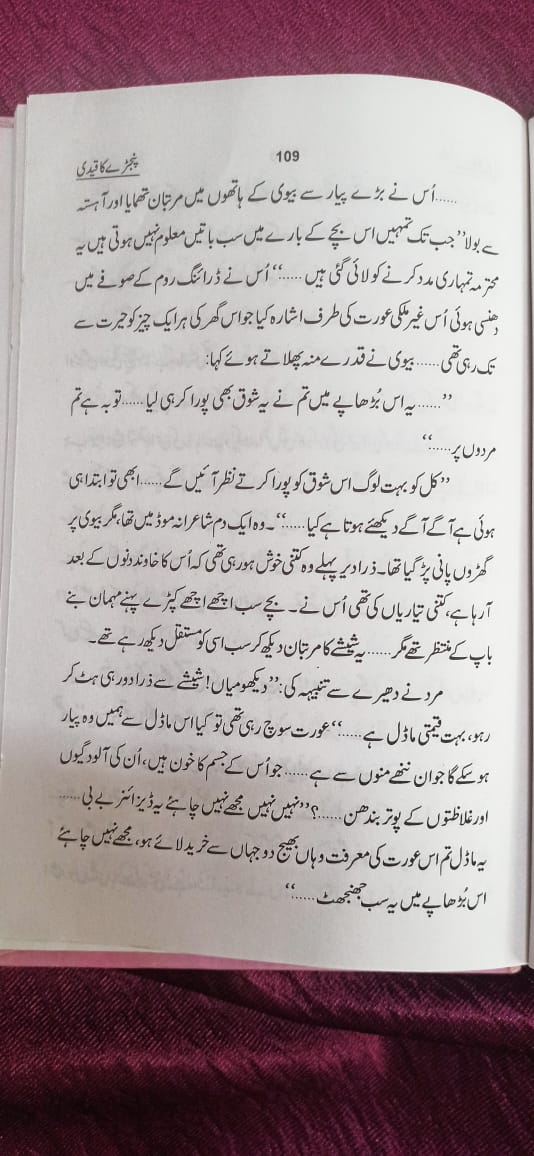 109
پنجڑے کا قیدی
......اُس نے بڑے پیار سے بیوی کے ہاتھوں میں مرتبان تھمایا اور آہستہ
سے بولا’’جب تک تمہیں اس بچے کے بارے میں سب باتیں معلوم نہیں ہوتی ہیں یہ
محترمہ تمہاری مدد کرنے کو لائی گئی ہیں ......‘‘ اُس نے ڈرائنگ روم کے صوفے میں
دھنسی ہوئی اُس غیر ملکی عورت کی طرف اشارہ کیا جو اس گھر کی ہر ایک چیز کو حیرت سے
تک رہی تھی ...... بیوی نے قدرے منہ پھلاتے ہوئے کہا:
’’......یہ اس بُڑھاپے میں تم نے یہ شوق بھی پورا کر ہی لیا......توبہ ہے تم
مردوں پر......‘‘
’’کل کو بہت لوگ اس شوق کو پورا کرتے نظر آئیں گے......ابھی تو ابتدا ہی
ہوئی ہے آگے آگے دیکھئے ہوتا ہے کیا......‘‘۔ وہ ایک دم شاعرانہ موڈ میں تھا، مگر بیوی پر
گھڑوں پانی پڑ گیا تھا۔ ذرا دیر پہلے وہ کتنی خوش ہو رہی تھی کہ اُس کا خاوند دنوں کے بعد
آرہا ہے، کتنی تیاریاں کی تھی اُس نے۔ بچے سب اچھے اچھے کپڑے پہنے مہمان بنے
باپ کے منتظر تھے مگر...... یہ شیشے کا مرتبان دیکھ کر سب اسی کو مستقل دیکھ رہے تھے۔
مرد نے دھیرے سے تنبیہہ کی: ’’دیکھو میاں! شیشے سے ذرا دور ہی ہٹ کر
رہو، بہت قیمتی ماڈل ہے......‘‘عورت سوچ رہی تھی تو کیا اس ماڈل سے ہمیں وہ پیار
ہو سکے گا جو ان ننھے منوں سے ہے...... جو اُس کے جسم کا خون ہیں، اُن کی آلودگیوں
اور غلاظتوں کے پوتر بندھن......؟ ’’نہیں نہیں مجھے نہیں چاہئے یہ ڈیزائنر بے بی ......
یہ ماڈل تم اس عورت کی معرفت وہاں بھیج دو جہاں سے خرید لائے ہو، مجھے نہیں چاہئے
اس بُڑھاپے میں یہ سب جھنجھٹ ......‘‘